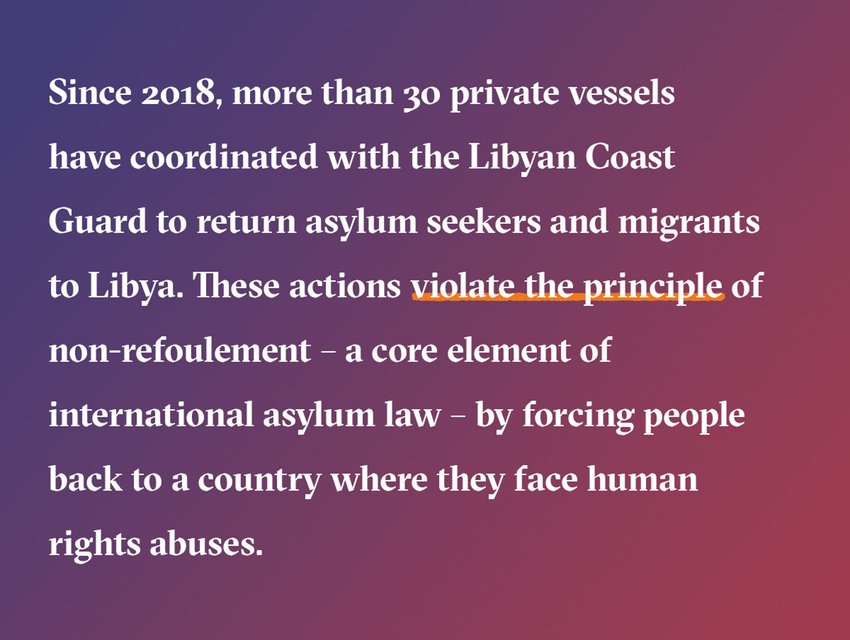 Since 2018, more than 30 private vessels
have coordinated with the Libyan Coast
Guard to return asylum seekers and migrants
to Libya. These actions violate the principle of
non-refoulement – a core element of
international asylum law – by forcing people
back to a country where they face human
rights abuses.